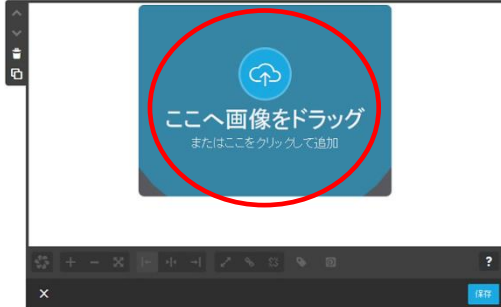 ここへ画像をドラッグ
またはここをクリックして追加
?
保存